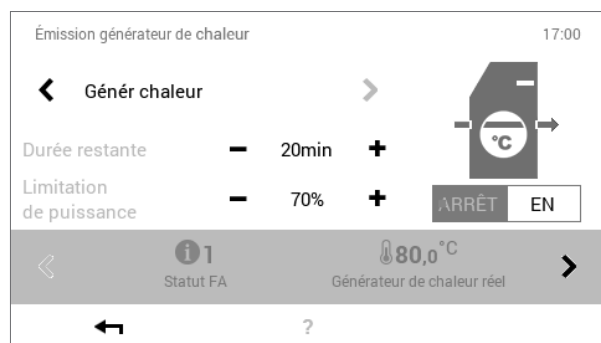 Émission générateur de chaleur 17:00
Génér chaleur
Durée restante 20min
Limitation
de puissance 70%
ARRÊT EN
°C
1 80,0°C
Statut FA Générateur de chaleur réel
?